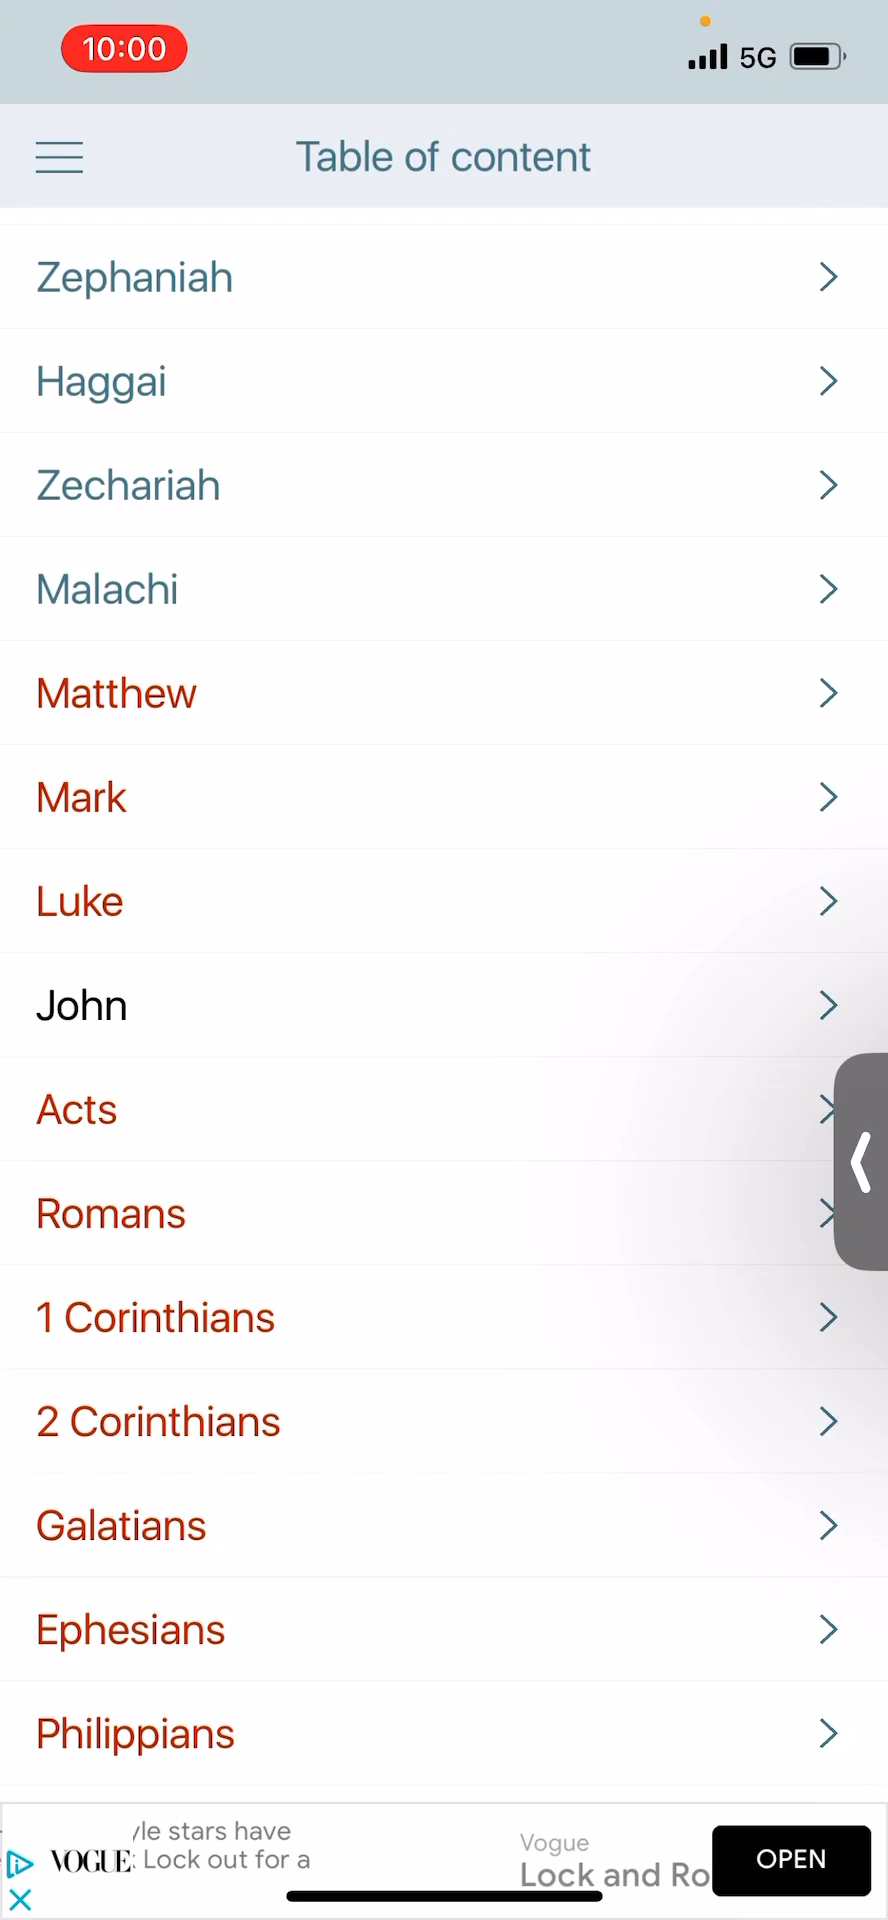 10:00
5G
Table of content
Zephaniah
Haggai
Zechariah
Malachi
Matthew
Mark
Luke
John
Acts
Romans
1 Corinthians
2 Corinthians
Galatians
Ephesians
Philippians
stars have
VOGUE
Lock out for a
Vogue
Lock and Ro
OPEN